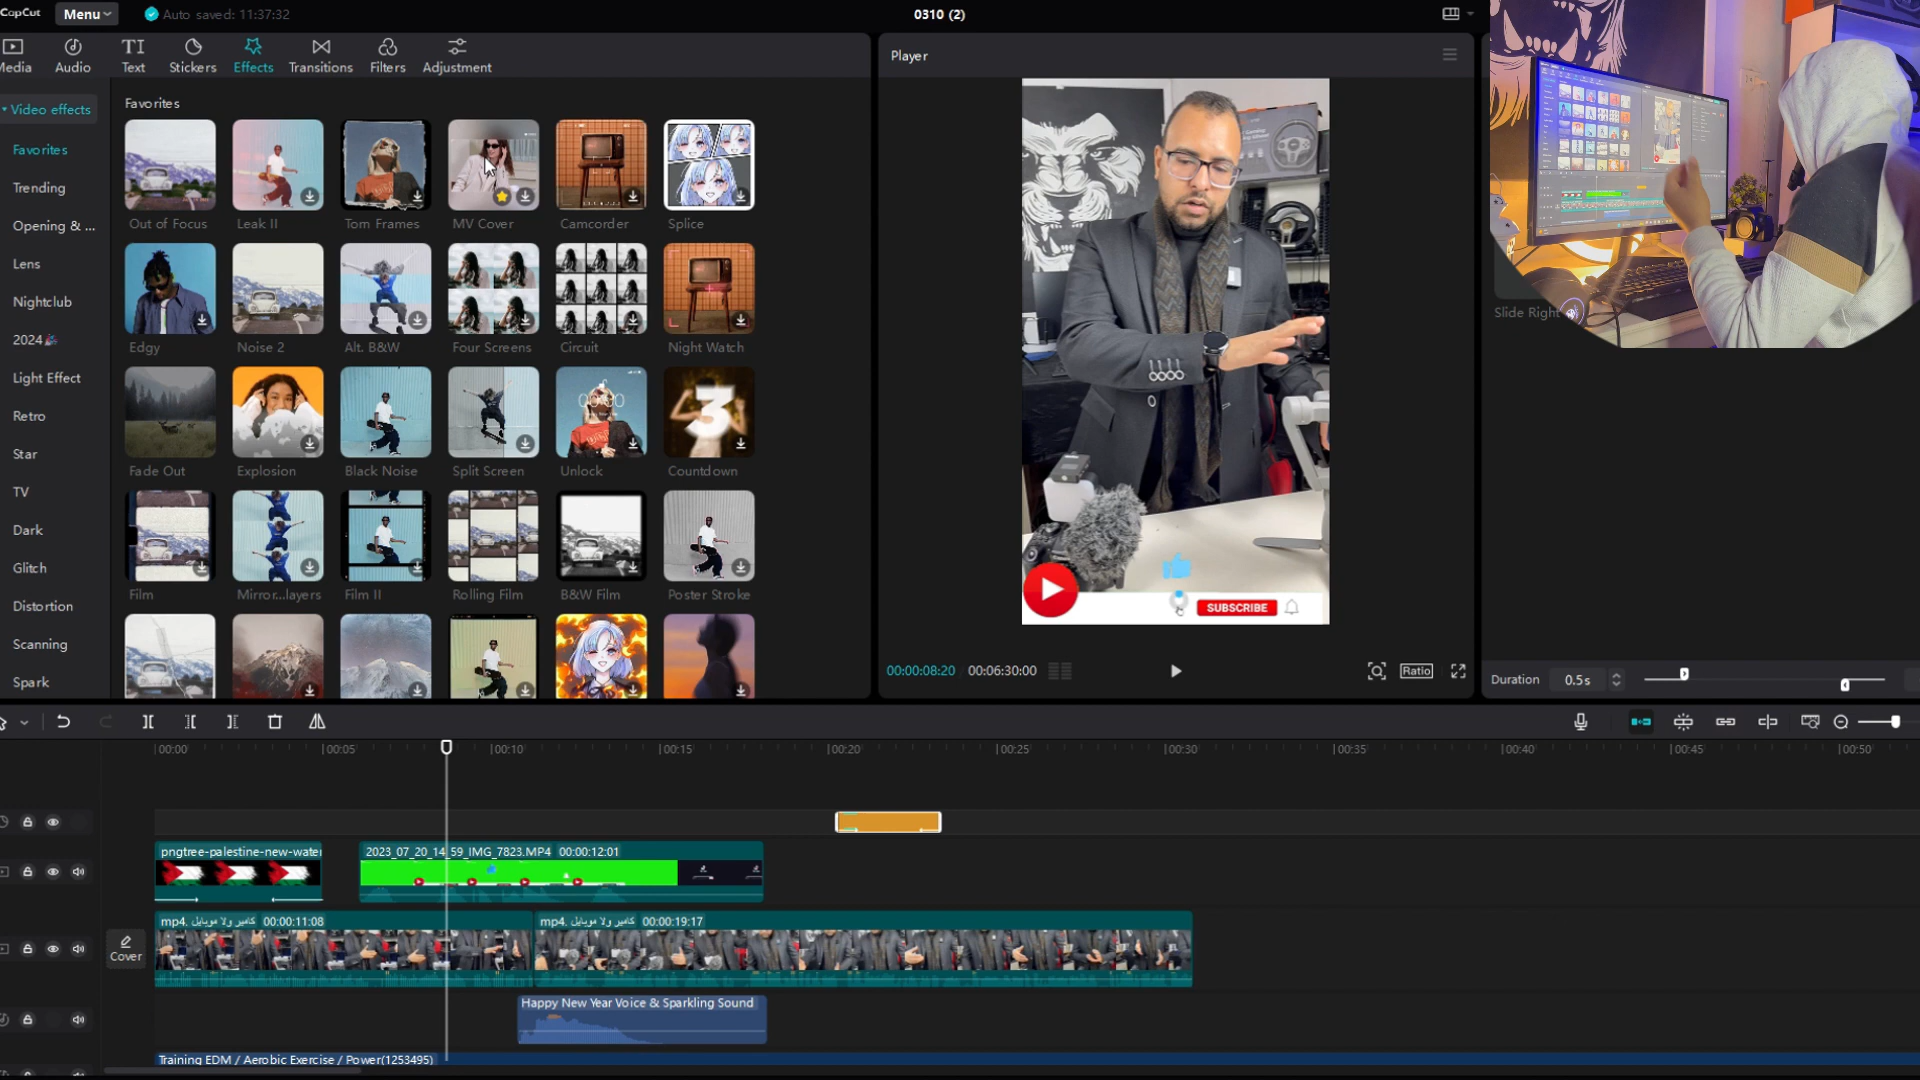 CapCut
Menu
Auto saved: 11:37:32
0310 (2)
Media
Audio
TI
Text
Stickers
Effects
Transitions
Filters
Adjustment
Player
Video effects
Favorites
Trending
Opening & ...
Lens
Nightclub
2024
Light Effect
Retro
Star
TV
Dark
Glitch
Distortion
Scanning
Spark
Favorites
Out of Focus
Leak II
Tom Frames
MV Cover
Camcorder
Splice
Edgy
Noise 2
Alt. B&W
Four Screens
Circuit
Night Watch
Fade Out
Explosion
Black Noise
Split Screen
Unlock
3
Countdown
Film
Mirror...layers
Film II
Rolling Film
B&W Film
Poster Stroke
SUBSCRIBE
00:00:08:20
00:06:30:00
Ratio
Slide Right
Duration
0.5s
00:00
00:05
00:10
00:15
00:20
00:25
00:30
00:35
00:40
00:45
00:50
pngtree-palestine-new-water
2023_07_20_14_59_IMG_7823.MP4 00:00:12:01
Cover
mp4. كامير ولا موبايل 00:00:11:08
mp4. كامير ولا موبايل 00:00:19:17
Happy New Year Voice & Sparkling Sound
Training EDM / Aerobic Exercise / Power(1253495)